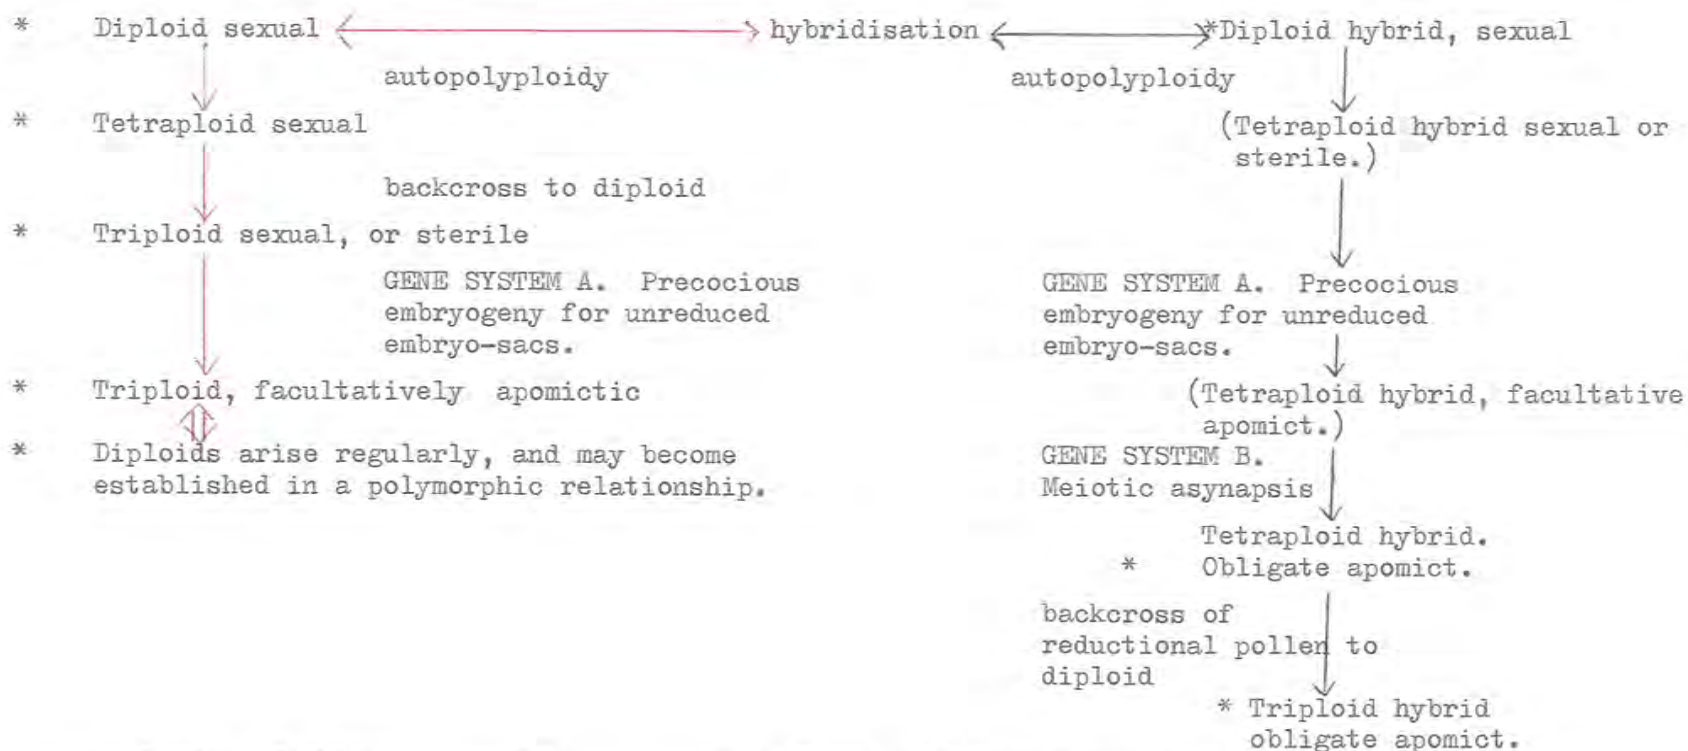 * Diploid sexual hybridisation *Diploid hybrid, sexual
autopolyploidy autopolyploidy
* Tetraploid sexual (Tetraploid hybrid sexual or
sterile.)
backcross to diploid
* Triploid sexual, or sterile
GENE SYSTEM A. Precocious
embryogeny for unreduced
embryo-sacs.
GENE SYSTEM A. Precocious
embryogeny for unreduced
embryo-sacs.
* Triploid, facultatively apomictic
(Tetraploid hybrid, facultative
apomict.)
* Diploids arise regularly, and may become
established in a polymorphic relationship.
GENE SYSTEM B.
Meiotic asynapsis
Tetraploid hybrid.
* Obligate apomict.
backcross of
reductional pollen to
diploid
* Triploid hybrid
obligate apomict.